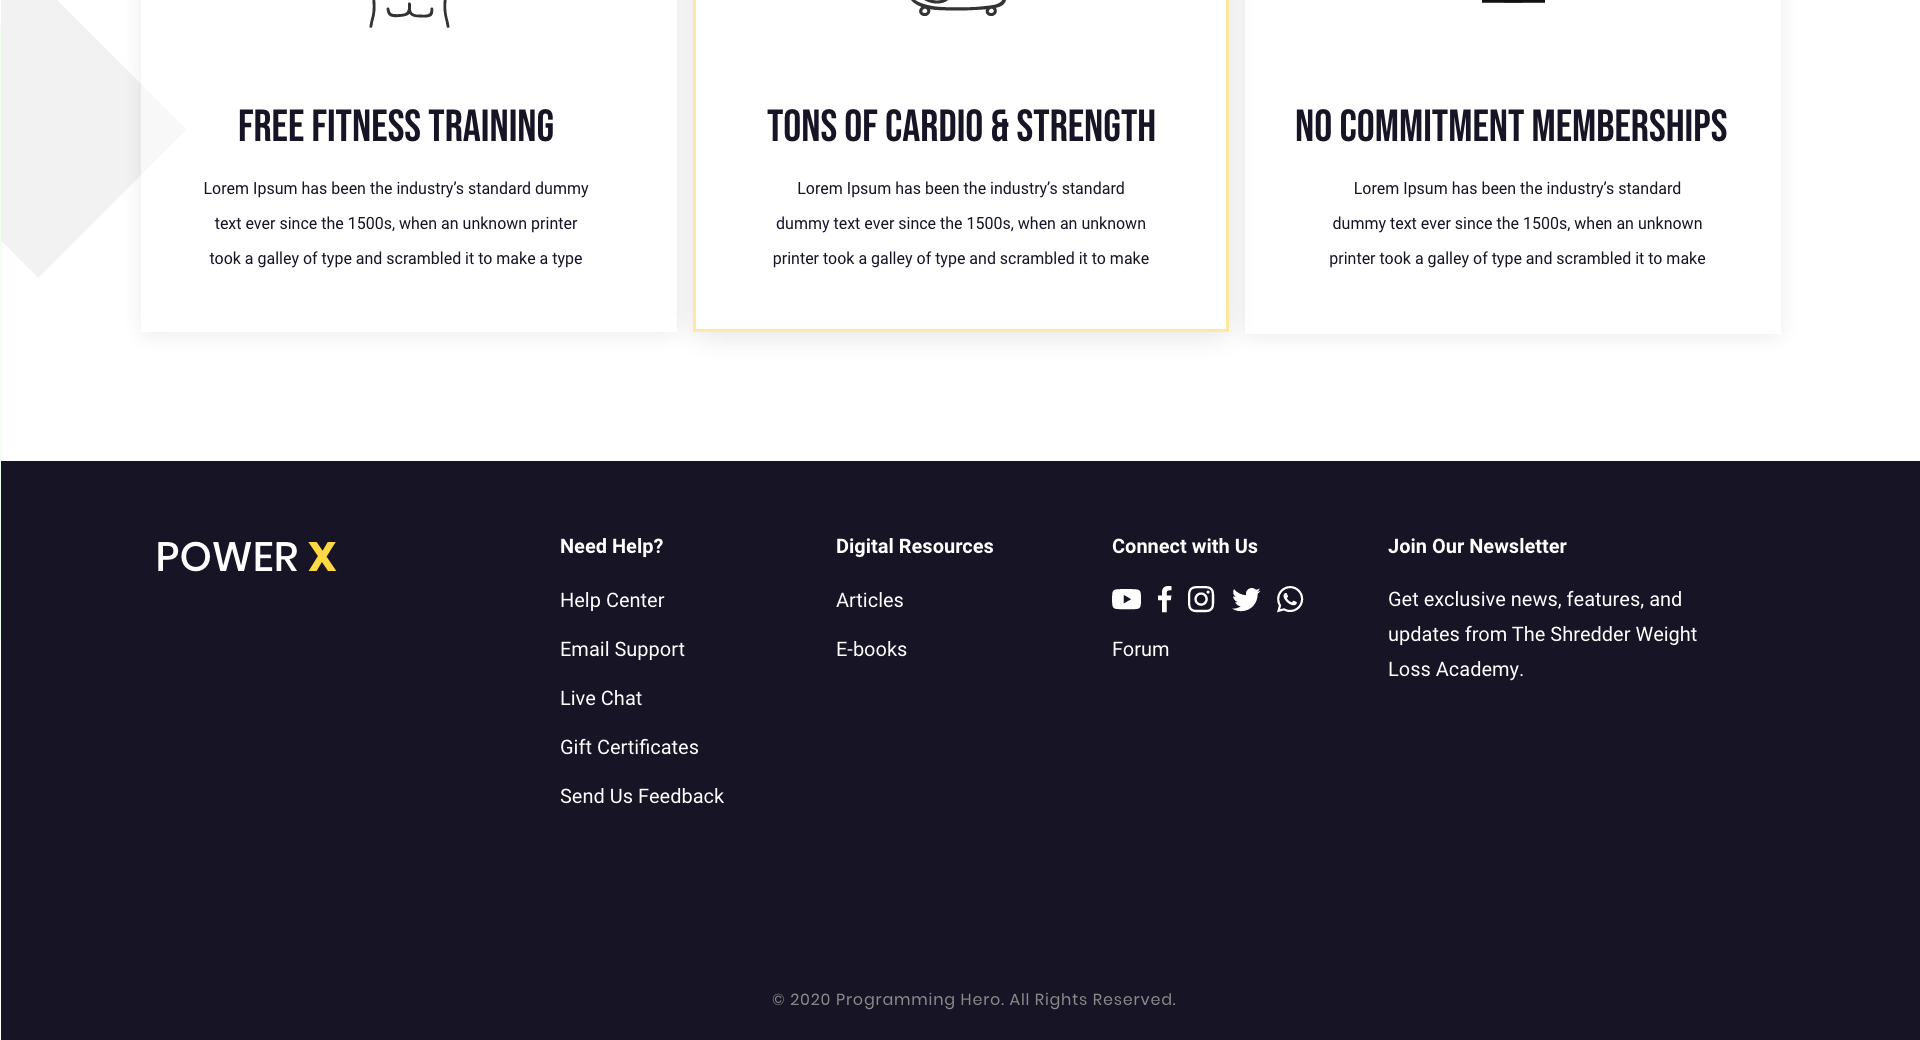 FREE FITNESS TRAINING
Lorem Ipsum has been the industry’s standard dummy
text ever since the 1500s, when an unknown printer
took a galley of type and scrambled it to make a type
TONS OF CARDIO & STRENGTH
Lorem Ipsum has been the industry’s standard
dummy text ever since the 1500s, when an unknown
printer took a galley of type and scrambled it to make
NO COMMITMENT MEMBERSHIPS
Lorem Ipsum has been the industry’s standard
dummy text ever since the 1500s, when an unknown
printer took a galley of type and scrambled it to make
POWER X
Need Help?
Help Center
Email Support
Live Chat
Gift Certificates
Send Us Feedback
Digital Resources
Articles
E-books
Connect with Us
Forum
Join Our Newsletter
Get exclusive news, features, and
updates from The Shredder Weight
Loss Academy.
© 2020 Programming Hero. All Rights Reserved.